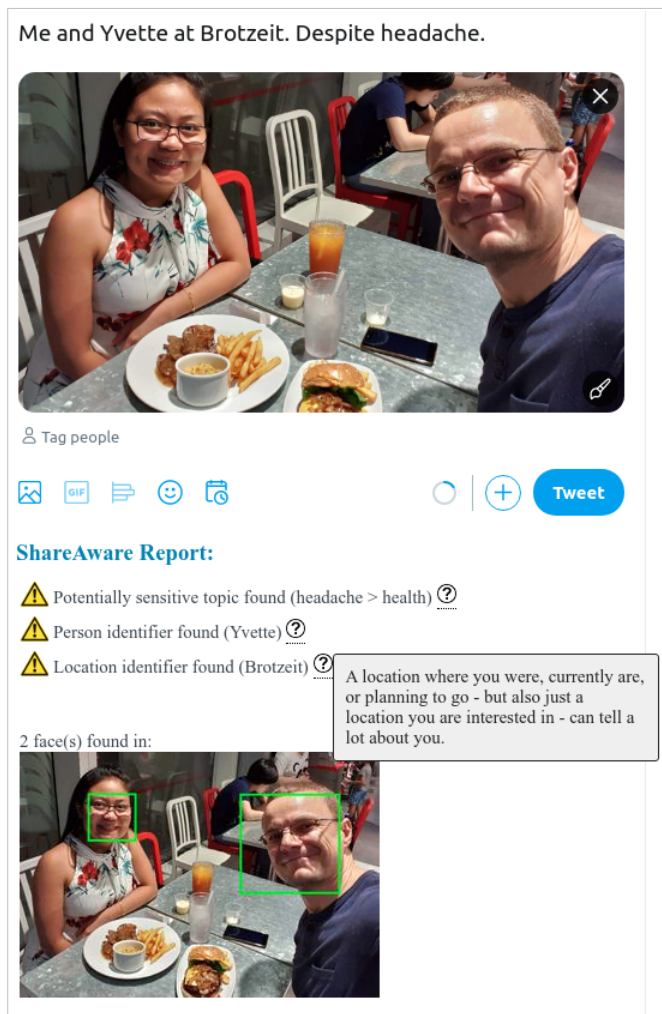 Me and Yvette at Brotzeit. Despite headache.
Tag people
GIF
Tweet
ShareAware Report:
Potentially sensitive topic found (headache > health) ?
Person identifier found (Yvette) ?
Location identifier found (Brotzeit) ?
A location where you were, currently are,
or planning to go - but also just a
location you are interested in - can tell a
lot about you.
2 face(s) found in: